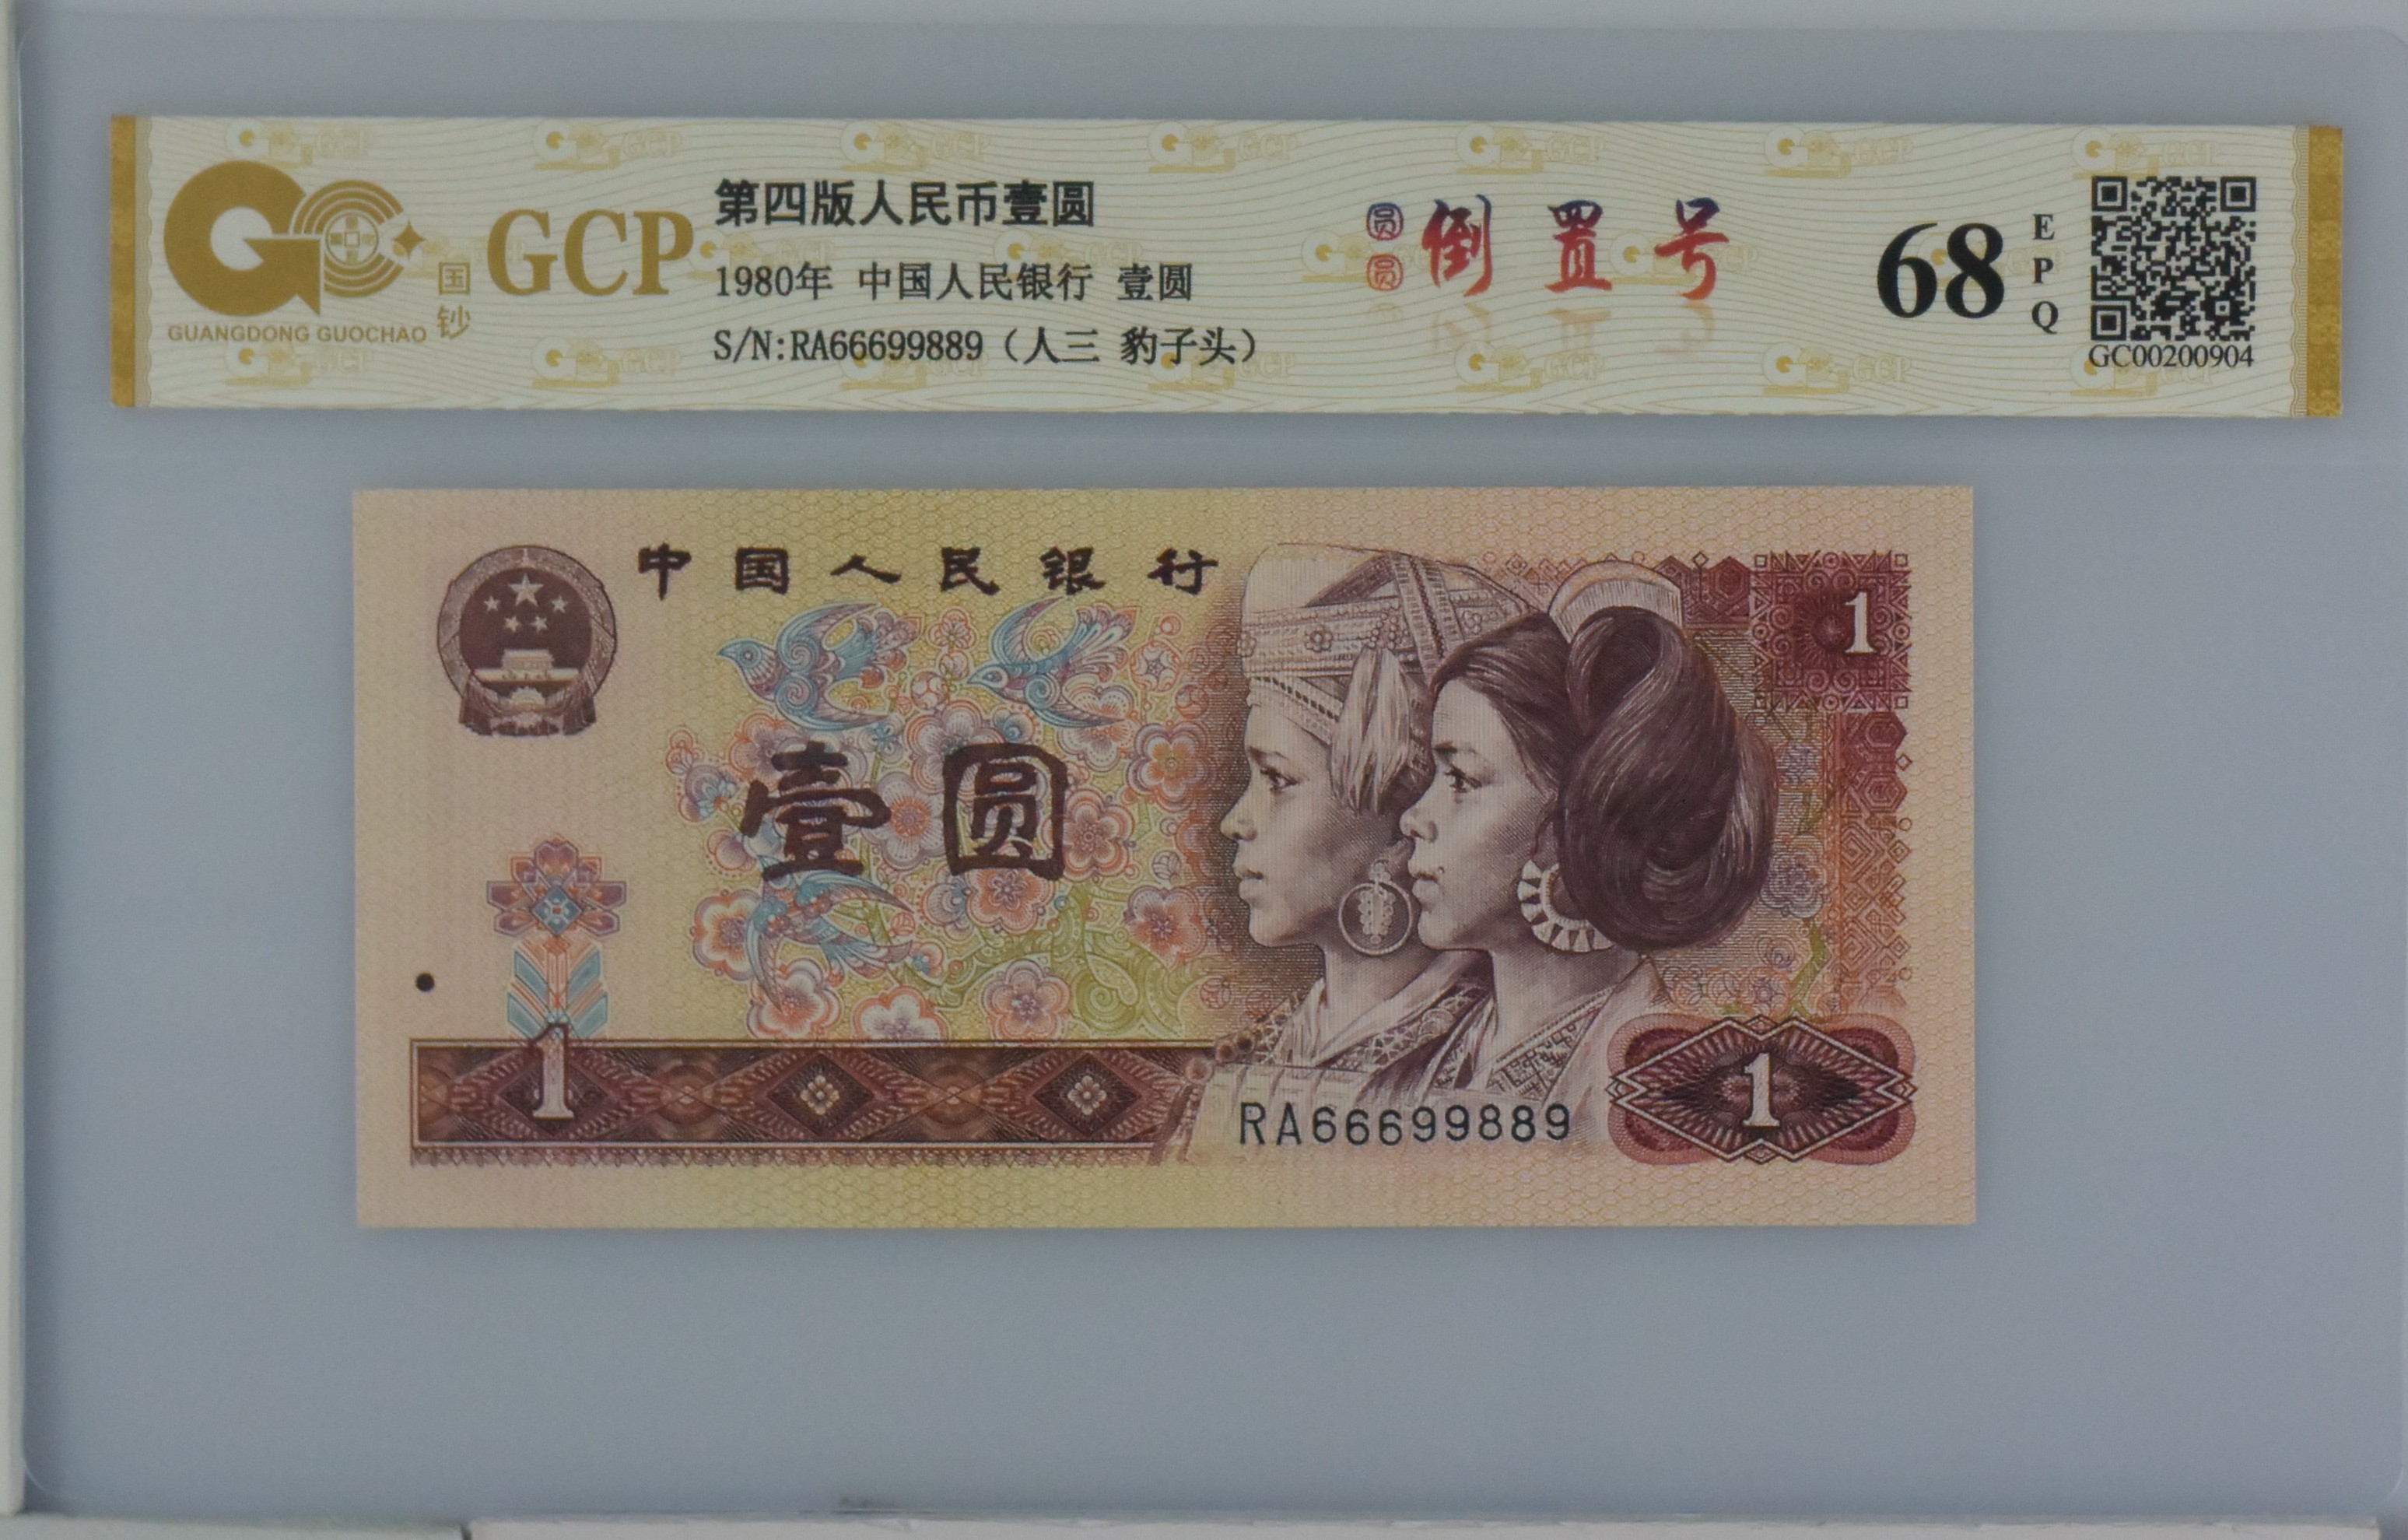 GCP
国钞
GUANGDONG GUOCHAO
第四版人民币壹圆
1980年 中国人民银行 壹圆
S/N:RA66699889（人三 豹子头）
圆圆
倒置号
68
EPQ
GC00200904
中国人民银行
1
壹圆
1
1
RA66699889